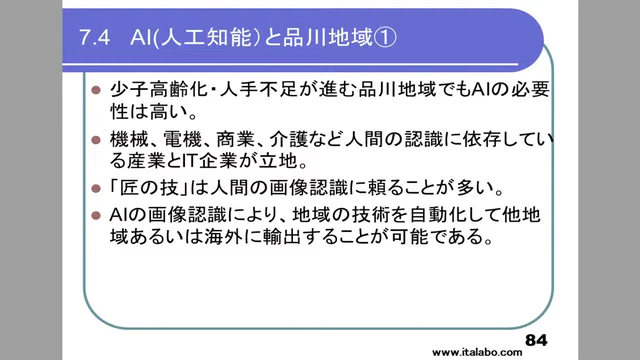 7.4　AI(人工知能）と品川地域①
少子高齢化・人手不足が進む品川地域でもAIの必要
性は高い。
機械、電機、商業、介護など人間の認識に依存してい
る産業とIT企業が立地。
「匠の技」は人間の画像認識に頼ることが多い。
AIの画像認識により、地域の技術を自動化して他地
域あるいは海外に輸出することが可能である。
84
www.italabo.com